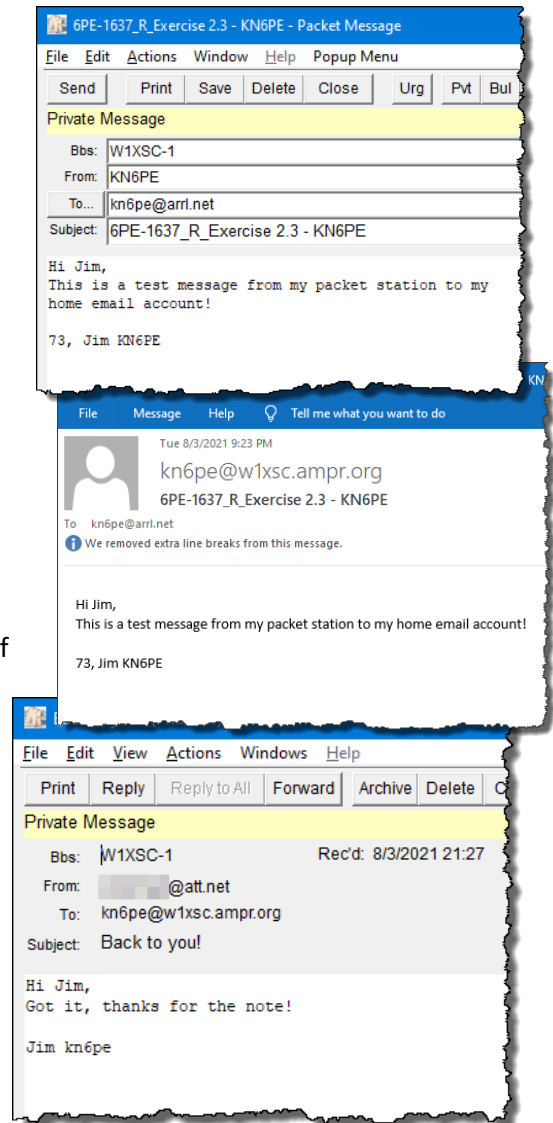 6PE-1637_R_Exercise 2.3 - KN6PE - Packet Message
File Edit Actions Window Help Popup Menu
Send Print Save Delete Close Urg Pvt Bul
Private Message
Bbs: W1XSC-1
From: KN6PE
To... kn6pe@arrl.net
Subject: 6PE-1637_R_Exercise 2.3 - KN6PE
Hi Jim,
This is a test message from my packet station to my
home email account!
73, Jim KN6PE
KN
File Message Help Tell me what you want to do
Tue 8/3/2021 9:23 PM
kn6pe@w1xsc.ampr.org
6PE-1637_R_Exercise 2.3 - KN6PE
To kn6pe@arrl.net
We removed extra line breaks from this message.
Hi Jim,
This is a test message from my packet station to my home email account!
f
73, Jim KN6PE
File Edit View Actions Windows Help
Print Reply Reply to All Forward Archive Delete C
Private Message
Bbs: W1XSC-1 Rec'd: 8/3/2021 21:27
From: @att.net
To: kn6pe@w1xsc.ampr.org
Subject: Back to you!
Hi Jim,
Got it, thanks for the note!
Jim kn6pe